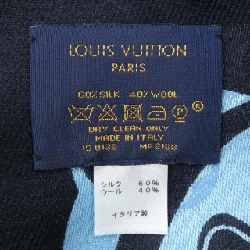 LOUIS VUITTON
PARIS
60%SILK 40%WOOL
DRY CLEAN ONLY
MADE IN ITALY
シルク 60%
ウール 40%
イタリア製